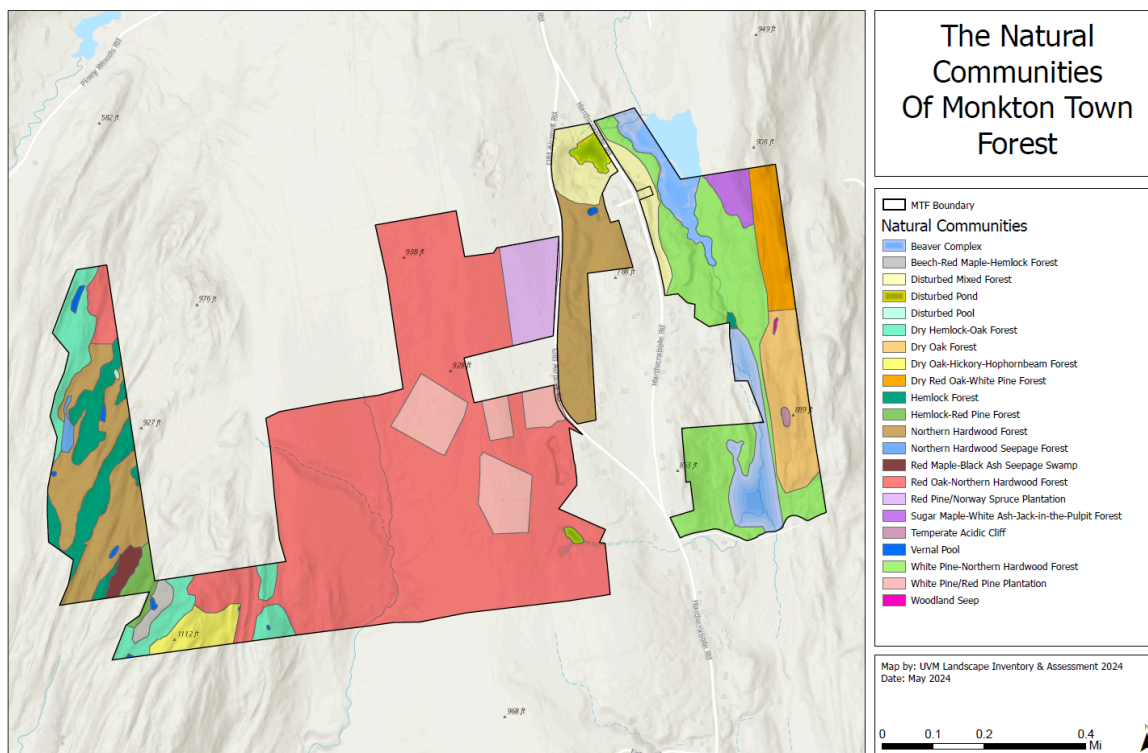 The Natural
Communities
Of Monkton Town
Forest
MTF Boundary
Natural Communities
Beaver Complex
Beech-Red Maple-Hemlock Forest
Disturbed Mixed Forest
Disturbed Pond
Disturbed Pool
Dry Hemlock-Oak Forest
Dry Oak Forest
Dry Oak-Hickory-Hophornbeam Forest
Dry Red Oak-White Pine Forest
Hemlock Forest
Hemlock-Red Pine Forest
Northern Hardwood Forest
Northern Hardwood Seepage Forest
Red Maple-Black Ash Seepage Swamp
Red Oak-Northern Hardwood Forest
Red Pine/Norway Spruce Plantation
Sugar Maple-White Ash-Jack-in-the-Pulpit Forest
Temperate Acidic Cliff
Vernal Pool
White Pine-Northern Hardwood Forest
White Pine/Red Pine Plantation
Woodland Seep
Map by: UVM Landscape Inventory & Assessment 2024
Date: May 2024
0 0.1 0.2 0.4
Mi
N
Rd
949 ft
Piney Woods Rd
582 ft
908 ft
938 ft
976 ft
928 ft
927 ft
889 ft
853 ft
Hardscrabble Rd
Hardscrabble Rd
1112 ft
968 ft